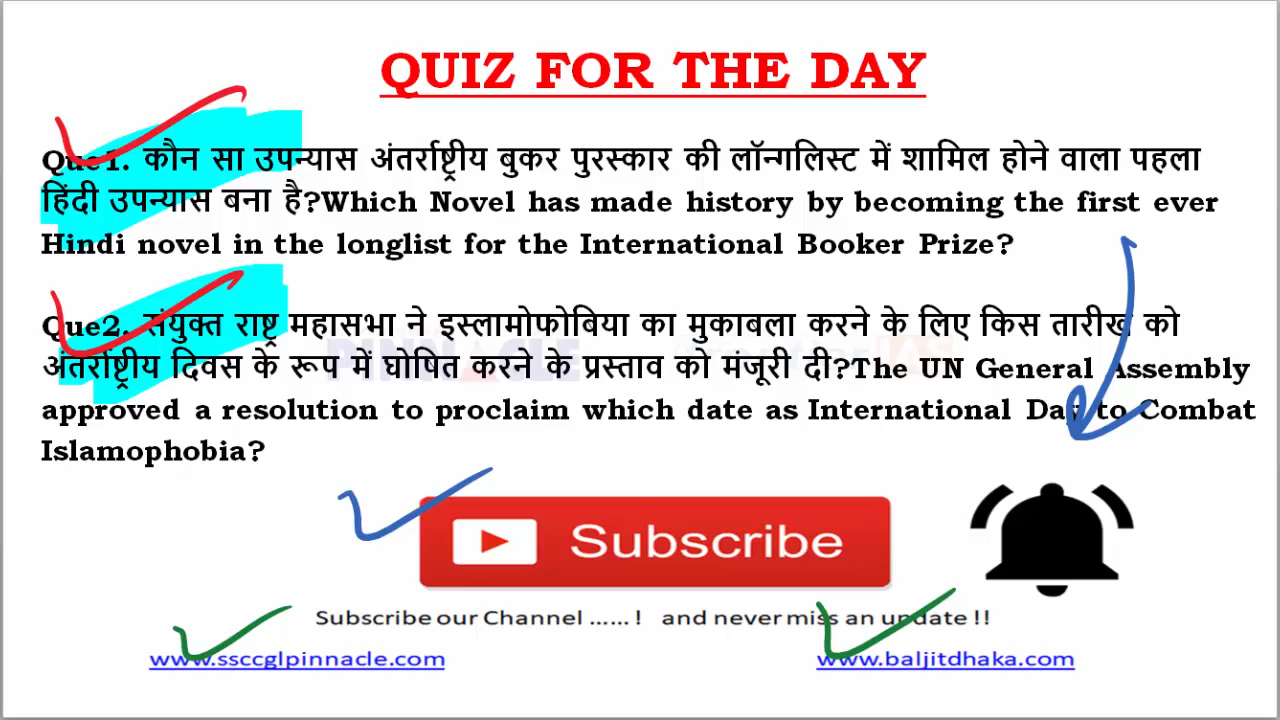 QUIZ FOR THE DAY
Que1. कौन सा उपन्यास अंतर्राष्ट्रीय बुकर पुरस्कार की लॉन्गलिस्ट में शामिल होने वाला पहला
हिंदी उपन्यास बना है?Which Novel has made history by becoming the first ever
Hindi novel in the longlist for the International Booker Prize?
Que2. संयुक्त राष्ट्र महासभा ने इस्लामोफोबिया का मुकाबला करने के लिए किस तारीख को
अंतर्राष्ट्रीय दिवस के रूप में घोषित करने के प्रस्ताव को मंजूरी दी?The UN General Assembly
approved a resolution to proclaim which date as International Day to Combat
Islamophobia?
PINNACLE
Subscribe
Subscribe our Channel ...... ! and never miss an update !!
www.ssccglpinnacle.com www.baljitdhaka.com